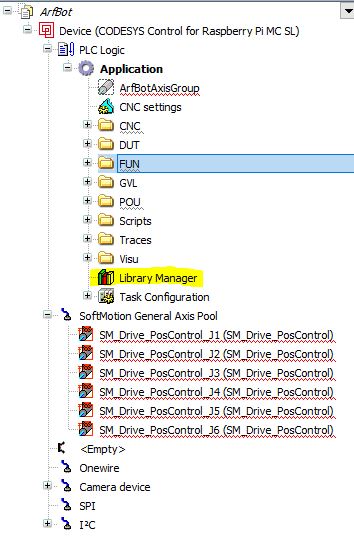 ArfBot
Device (CODESYS Control for Raspberry Pi MC SL)
PLC Logic
Application
ArfBotAxisGroup
CNC settings
CNC
DUT
FUN
GVL
POU
Scripts
Traces
Visu
Library Manager
Task Configuration
SoftMotion General Axis Pool
SM_Drive_PosControl_J1 (SM_Drive_PosControl)
SM_Drive_PosControl_J2 (SM_Drive_PosControl)
SM_Drive_PosControl_J3 (SM_Drive_PosControl)
SM_Drive_PosControl_J4 (SM_Drive_PosControl)
SM_Drive_PosControl_J5 (SM_Drive_PosControl)
SM_Drive_PosControl_J6 (SM_Drive_PosControl)
<Empty>
Onewire
Camera device
SPI
I²C